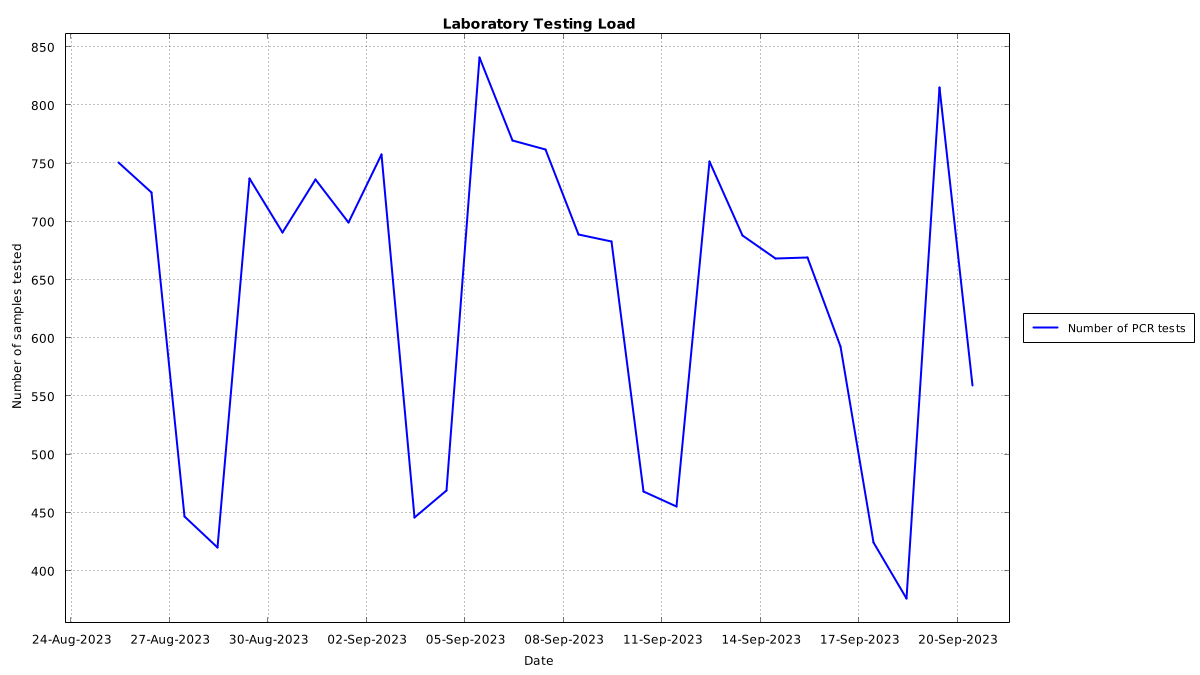 Laboratory Testing Load
850
800
750
700
650
600
550
500
450
400
Number of samples tested
24-Aug-2023 27-Aug-2023 30-Aug-2023 02-Sep-2023 05-Sep-2023 08-Sep-2023 11-Sep-2023 14-Sep-2023 17-Sep-2023 20-Sep-2023
Date
Number of PCR tests